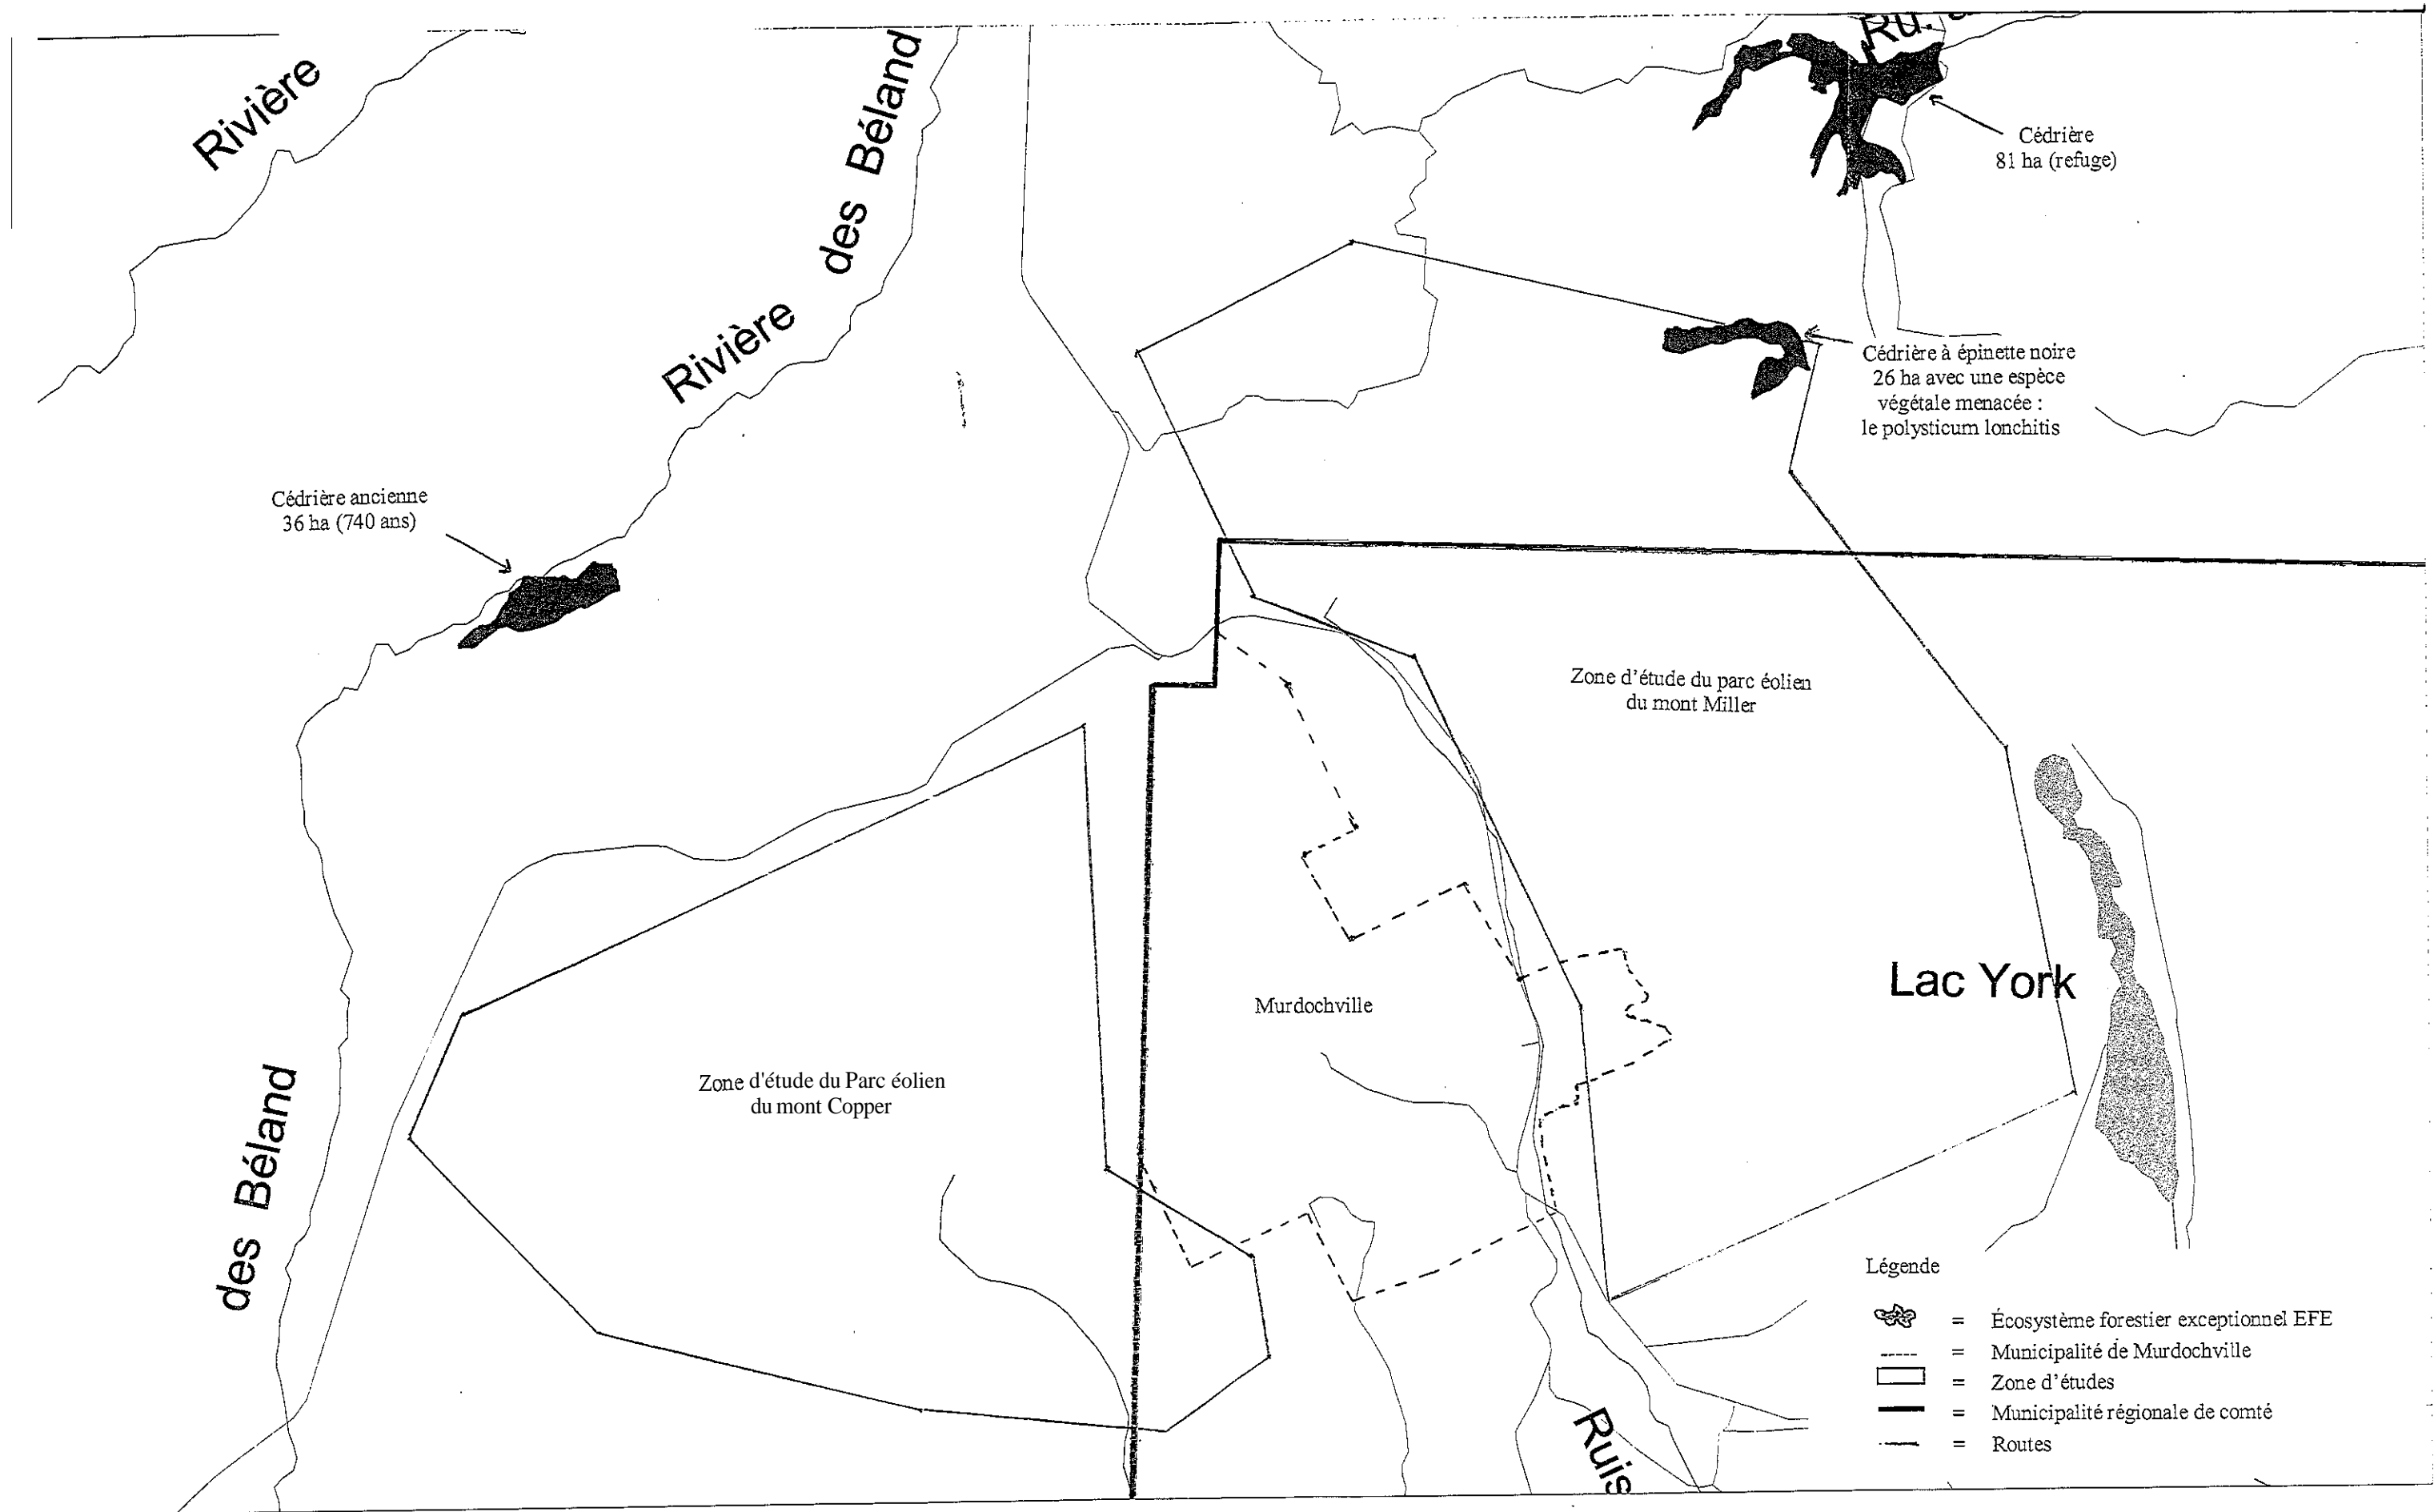 Rivière
des Béland
Rivière
Cédrière
81 ha (refuge)
Cédrière à épinette noire
26 ha avec une espèce
végétale menacée :
le polysticum lonchitis
Cédrière ancienne
36 ha (740 ans)
Zone d'étude du parc éolien
du mont Miller
Lac York
Murdochville
Zone d'étude du Parc éolien
du mont Copper
des Béland
Ruis
Légende
= Écosystème forestier exceptionnel EFE
= Municipalité de Murdochville
= Zone d'études
= Municipalité régionale de comté
= Routes